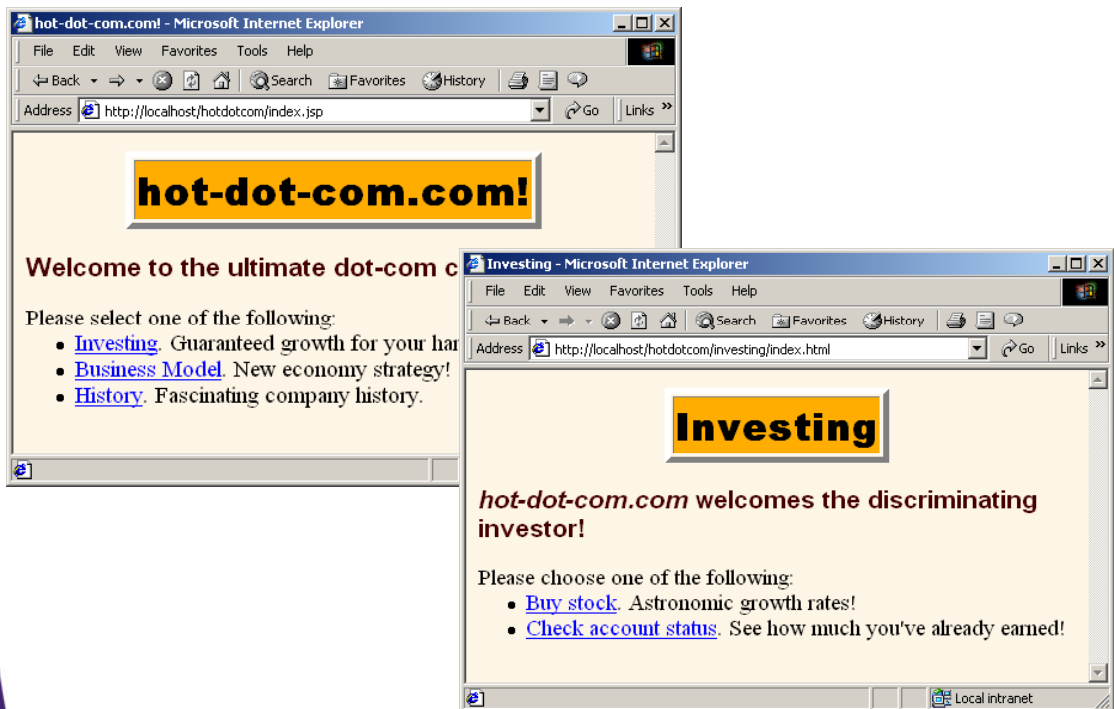 hot-dot-com.com! - Microsoft Internet Explorer
File Edit View Favorites Tools Help
Back Search Favorites History
Address http://localhost/hotdotcom/index.jsp Go Links »
hot-dot-com.com!
Welcome to the ultimate dot-com c
Please select one of the following:
• Investing. Guaranteed growth for your har
• Business Model. New economy strategy!
• History. Fascinating company history.
Investing - Microsoft Internet Explorer
File Edit View Favorites Tools Help
Back Search Favorites History
Address http://localhost/hotdotcom/investing/index.html Go Links »
Investing
hot-dot-com.com welcomes the discriminating
investor!
Please choose one of the following:
• Buy stock. Astronomic growth rates!
• Check account status. See how much you've already earned!
Local intranet